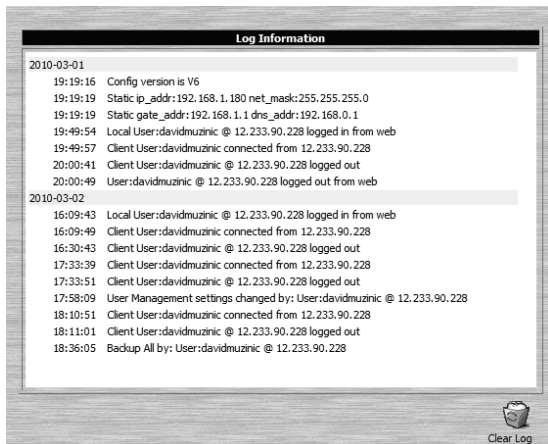 Log Information
2010-03-01
19:19:16 Config version is V6
19:19:19 Static ip_addr:192.168.1.180 net_mask:255.255.255.0
19:19:19 Static gate_addr:192.168.1.1 dns_addr:192.168.0.1
19:49:54 Local User:davidmuzinic @ 12.233.90.228 logged in from web
19:49:57 Client User:davidmuzinic connected from 12.233.90.228
20:00:41 Client User:davidmuzinic @ 12.233.90.228 logged out
20:00:49 User:davidmuzinic @ 12.233.90.228 logged out from web
2010-03-02
16:09:43 Local User:davidmuzinic @ 12.233.90.228 logged in from web
16:09:49 Client User:davidmuzinic connected from 12.233.90.228
16:30:43 Client User:davidmuzinic @ 12.233.90.228 logged out
17:33:39 Client User:davidmuzinic connected from 12.233.90.228
17:33:51 Client User:davidmuzinic @ 12.233.90.228 logged out
17:58:09 User Management settings changed by: User:davidmuzinic @ 12.233.90.228
18:10:51 Client User:davidmuzinic connected from 12.233.90.228
18:11:01 Client User:davidmuzinic @ 12.233.90.228 logged out
18:36:05 Backup All by: User:davidmuzinic @ 12.233.90.228
Clear Log